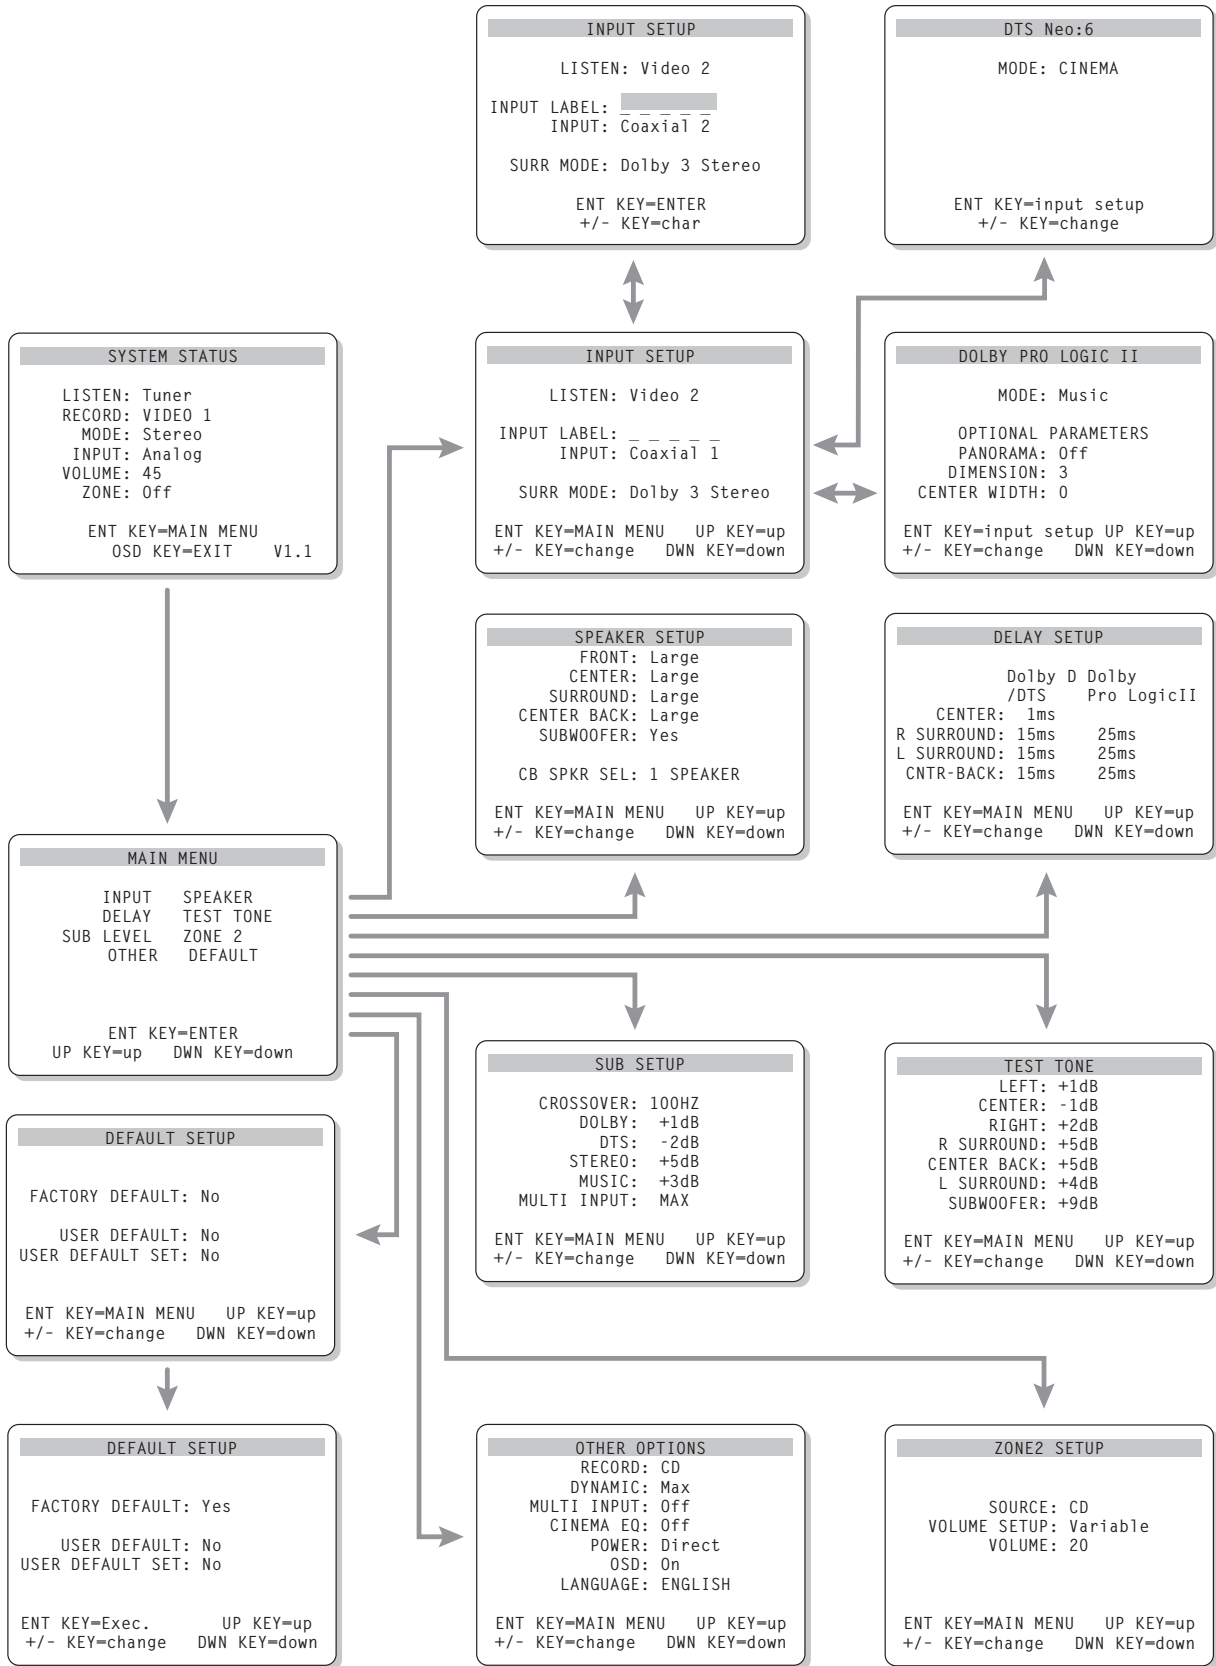 INPUT SETUP
LISTEN: Video 2
INPUT LABEL: _ _ _ _ _
INPUT: Coaxial 2
SURR MODE: Dolby 3 Stereo
ENT KEY=ENTER
+/- KEY=char
DTS Neo:6
MODE: CINEMA
ENT KEY=input setup
+/- KEY=change
SYSTEM STATUS
LISTEN: Tuner
RECORD: VIDEO 1
MODE: Stereo
INPUT: Analog
VOLUME: 45
ZONE: Off
ENT KEY=MAIN MENU
OSD KEY=EXIT V1.1
INPUT SETUP
LISTEN: Video 2
INPUT LABEL: _ _ _ _ _
INPUT: Coaxial 1
SURR MODE: Dolby 3 Stereo
ENT KEY=MAIN MENU UP KEY=up
+/- KEY=change DWN KEY=down
DOLBY PRO LOGIC II
MODE: Music
OPTIONAL PARAMETERS
PANORAMA: Off
DIMENSION: 3
CENTER WIDTH: 0
ENT KEY=input setup UP KEY=up
+/- KEY=change DWN KEY=down
SPEAKER SETUP
FRONT: Large
CENTER: Large
SURROUND: Large
CENTER BACK: Large
SUBWOOFER: Yes
CB SPKR SEL: 1 SPEAKER
ENT KEY=MAIN MENU UP KEY=up
+/- KEY=change DWN KEY=down
DELAY SETUP
Dolby D Dolby
/DTS Pro LogicII
CENTER: 1ms
R SURROUND: 15ms 25ms
L SURROUND: 15ms 25ms
CNTR-BACK: 15ms 25ms
ENT KEY=MAIN MENU UP KEY=up
+/- KEY=change DWN KEY=down
MAIN MENU
INPUT SPEAKER
DELAY TEST TONE
SUB LEVEL ZONE 2
OTHER DEFAULT
ENT KEY=ENTER
UP KEY=up DWN KEY=down
SUB SETUP
CROSSOVER: 100HZ
DOLBY: +1dB
DTS: -2dB
STEREO: +5dB
MUSIC: +3dB
MULTI INPUT: MAX
ENT KEY=MAIN MENU UP KEY=up
+/- KEY=change DWN KEY=down
TEST TONE
LEFT: +1dB
CENTER: -1dB
RIGHT: +2dB
R SURROUND: +5dB
CENTER BACK: +5dB
L SURROUND: +4dB
SUBWOOFER: +9dB
ENT KEY=MAIN MENU UP KEY=up
+/- KEY=change DWN KEY=down
DEFAULT SETUP
FACTORY DEFAULT: No
USER DEFAULT: No
USER DEFAULT SET: No
ENT KEY=MAIN MENU UP KEY=up
+/- KEY=change DWN KEY=down
DEFAULT SETUP
FACTORY DEFAULT: Yes
USER DEFAULT: No
USER DEFAULT SET: No
ENT KEY=Exec. UP KEY=up
+/- KEY=change DWN KEY=down
OTHER OPTIONS
RECORD: CD
DYNAMIC: Max
MULTI INPUT: Off
CINEMA EQ: Off
POWER: Direct
OSD: On
LANGUAGE: ENGLISH
ENT KEY=MAIN MENU UP KEY=up
+/- KEY=change DWN KEY=down
ZONE2 SETUP
SOURCE: CD
VOLUME SETUP: Variable
VOLUME: 20
ENT KEY=MAIN MENU UP KEY=up
+/- KEY=change DWN KEY=down